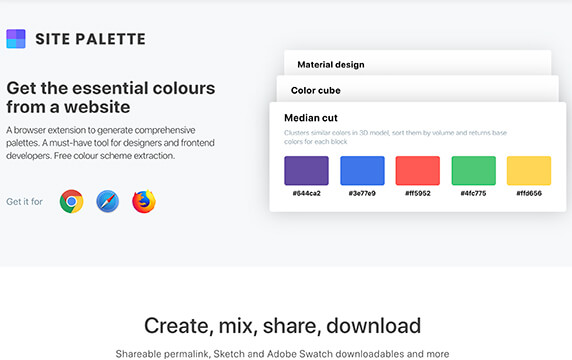 SITE PALETTE
Get the essential colours
from a website
A browser extension to generate comprehensive
palettes. A must-have tool for designers and frontend
developers. Free colour scheme extraction.
Get it for
Material design
Color cube
Median cut
Clusters similar colors in 3D model, sort them by volume and returns base
colors for each block
#644ca2 #3e77e9 #ff5952 #4fc775 #ffd656
Create, mix, share, download
Shareable permalink, Sketch and Adobe Swatch downloadables and more